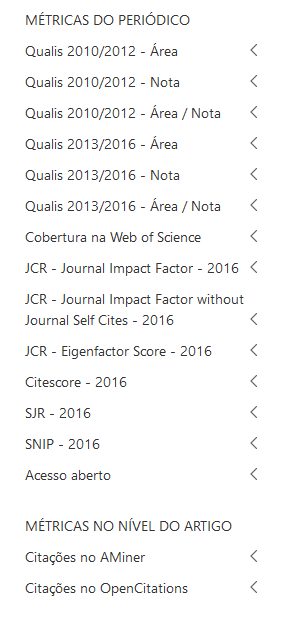 MÉTRICAS DO PERIÓDICO
Qualis 2010/2012 - Área
Qualis 2010/2012 - Nota
Qualis 2010/2012 - Área / Nota
Qualis 2013/2016 - Área
Qualis 2013/2016 - Nota
Qualis 2013/2016 - Área / Nota
Cobertura na Web of Science
JCR - Journal Impact Factor - 2016
JCR - Journal Impact Factor without
Journal Self Cites - 2016
JCR - Eigenfactor Score - 2016
Citescore - 2016
SJR - 2016
SNIP - 2016
Acesso aberto
MÉTRICAS NO NÍVEL DO ARTIGO
Citações no AMiner
Citações no OpenCitations